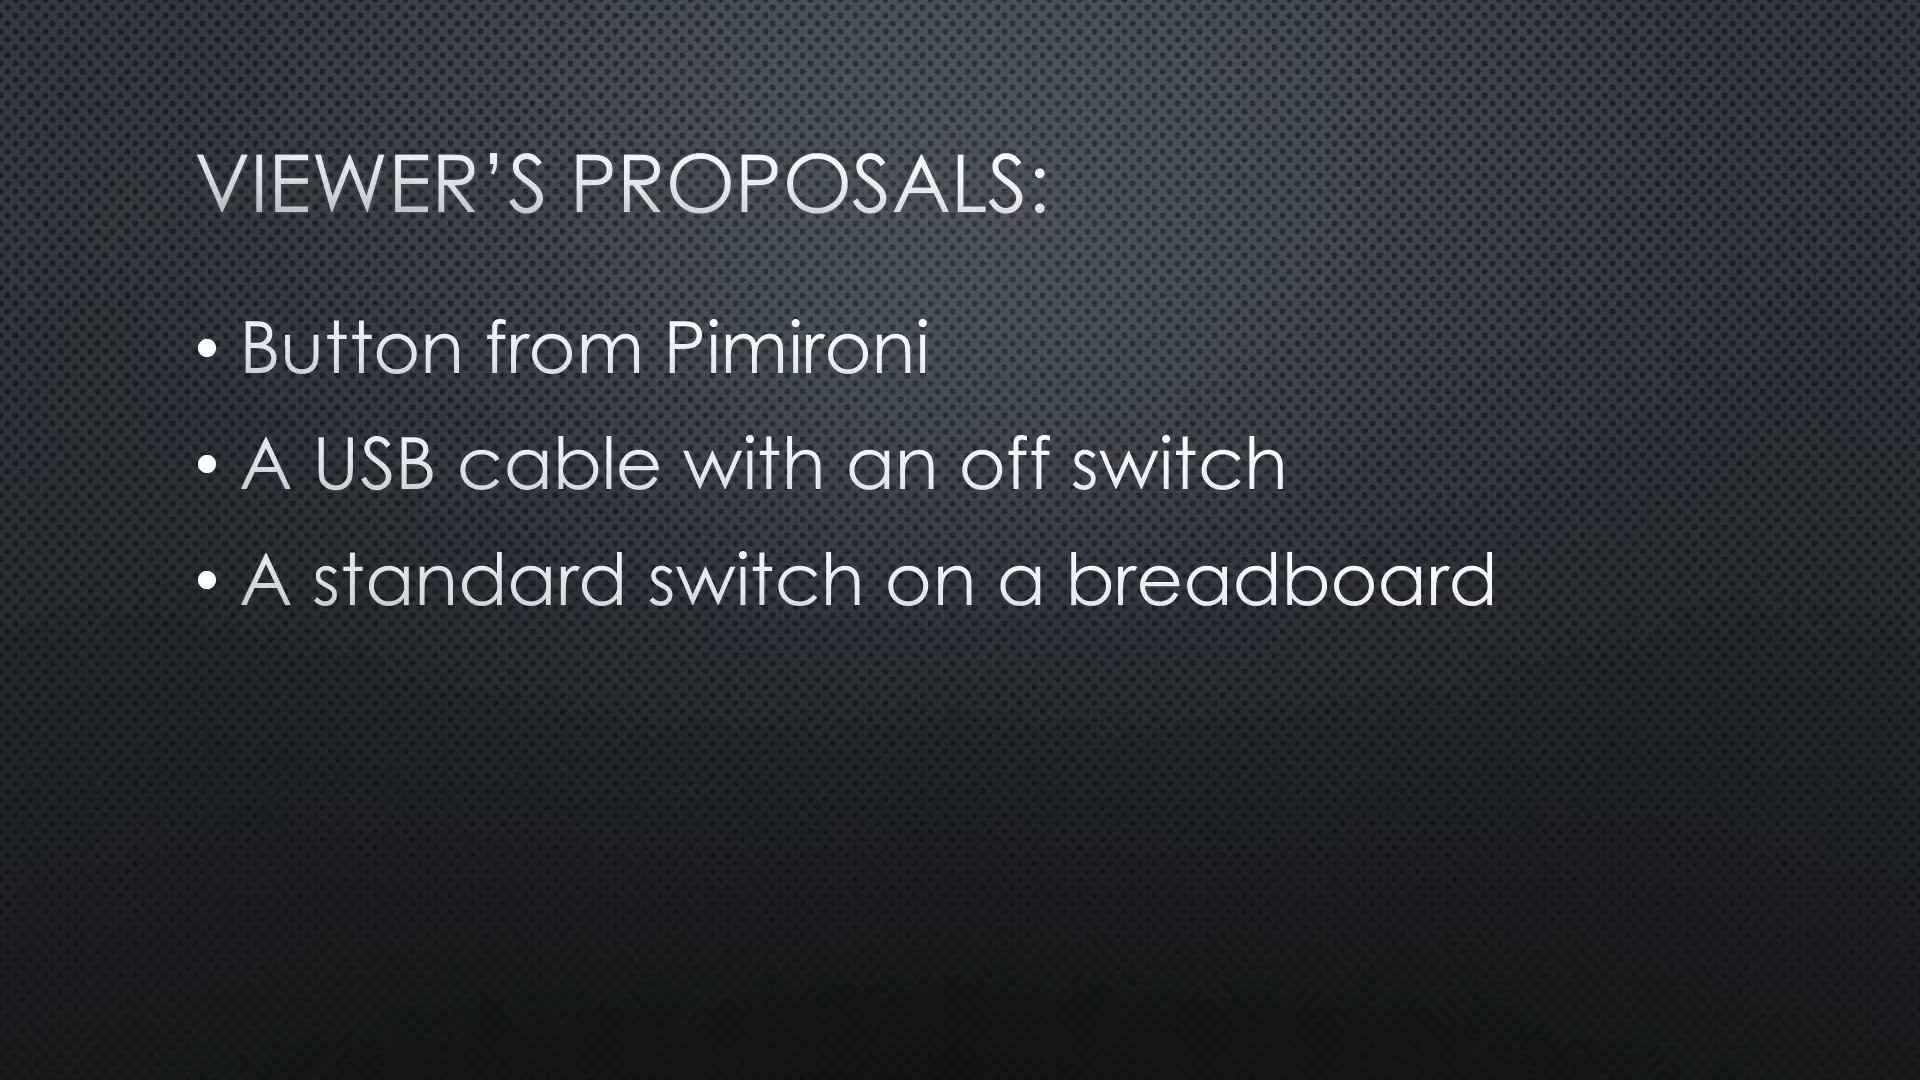 VIEWER’S PROPOSALS:
• Button from Pimironi
• A USB cable with an off switch
• A standard switch on a breadboard